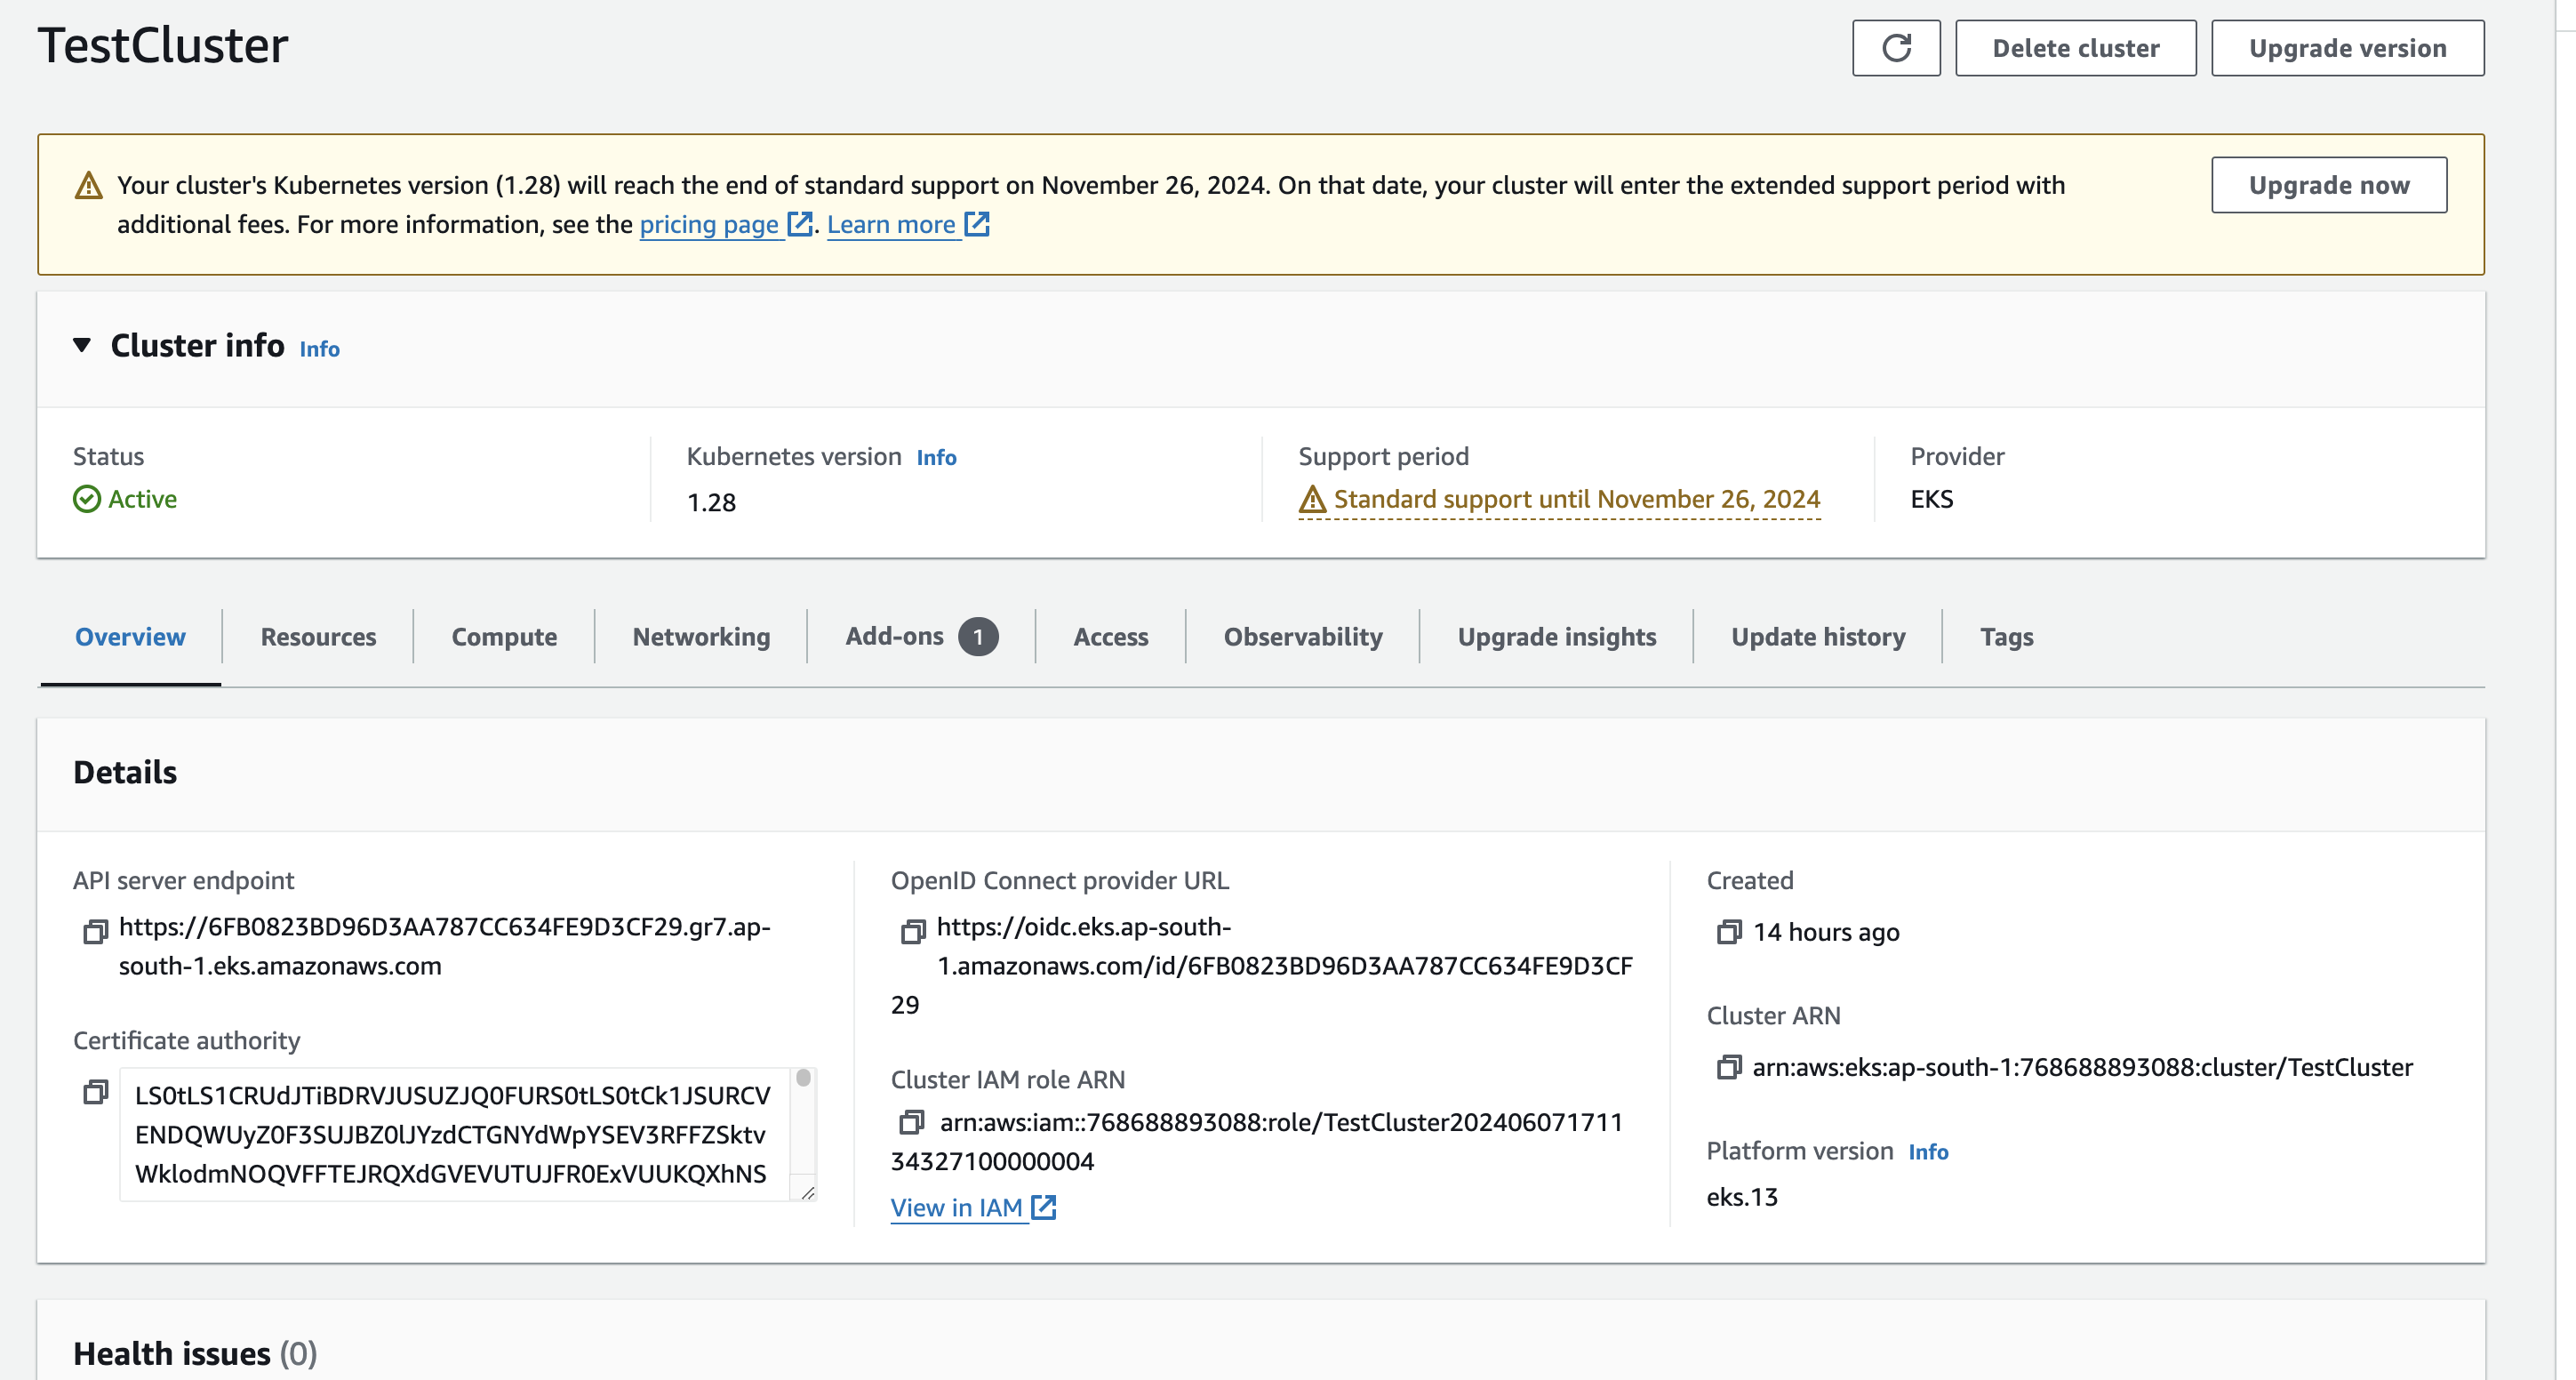 TestCluster
Delete cluster
Upgrade version
Your cluster's Kubernetes version (1.28) will reach the end of standard support on November 26, 2024. On that date, your cluster will enter the extended support period with
additional fees. For more information, see the pricing page. Learn more
Upgrade now
Cluster info Info
Status
Active
Kubernetes version Info
1.28
Support period
Standard support until November 26, 2024
Provider
EKS
Overview
Resources
Compute
Networking
Add-ons 1
Access
Observability
Upgrade insights
Update history
Tags
Details
API server endpoint
https://6FB0823BD96D3AA787CC634FE9D3CF29.gr7.ap-
south-1.eks.amazonaws.com
Certificate authority
LS0tLS1CRUdJTiBDRVJUSUZJQ0FURS0tLS0tCk1JSURCV
ENDQWUyZ0F3SUJBZ0lJYzdCTGNYdWpYSEV3RFFZSktv
WklodmNOQVFFTEJRQXdGVEVUTUJFR0ExVUUKQXhNS
OpenID Connect provider URL
https://oidc.eks.ap-south-
1.amazonaws.com/id/6FB0823BD96D3AA787CC634FE9D3CF
29
Cluster IAM role ARN
arn:aws:iam::768688893088:role/TestCluster202406071711
34327100000004
View in IAM
Created
14 hours ago
Cluster ARN
arn:aws:eks:ap-south-1:768688893088:cluster/TestCluster
Platform version Info
eks.13
Health issues (0)